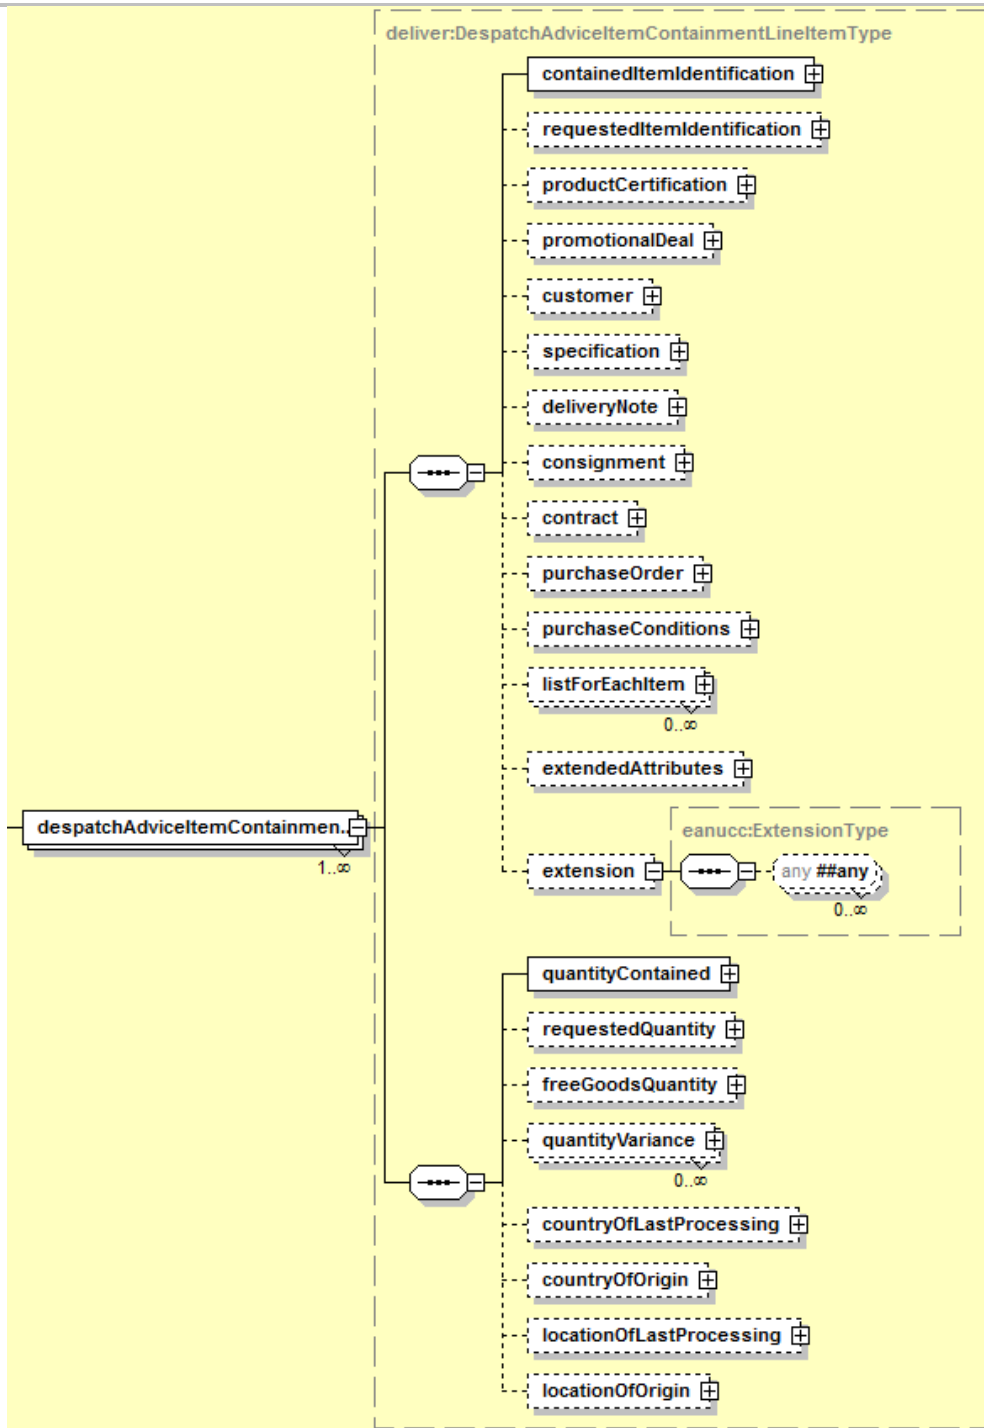 deliver:DespatchAdviceItemContainmentLineItemType
containedItemIdentification
requestedItemIdentification
productCertification
promotionalDeal
customer
specification
deliveryNote
consignment
contract
purchaseOrder
purchaseConditions
listForEachItem
0..∞
extendedAttributes
despatchAdviceItemContainmen..
1..∞
eanucc:ExtensionType
extension
any ##any
0..∞
quantityContained
requestedQuantity
freeGoodsQuantity
quantityVariance
0..∞
countryOfLastProcessing
countryOfOrigin
locationOfLastProcessing
locationOfOrigin